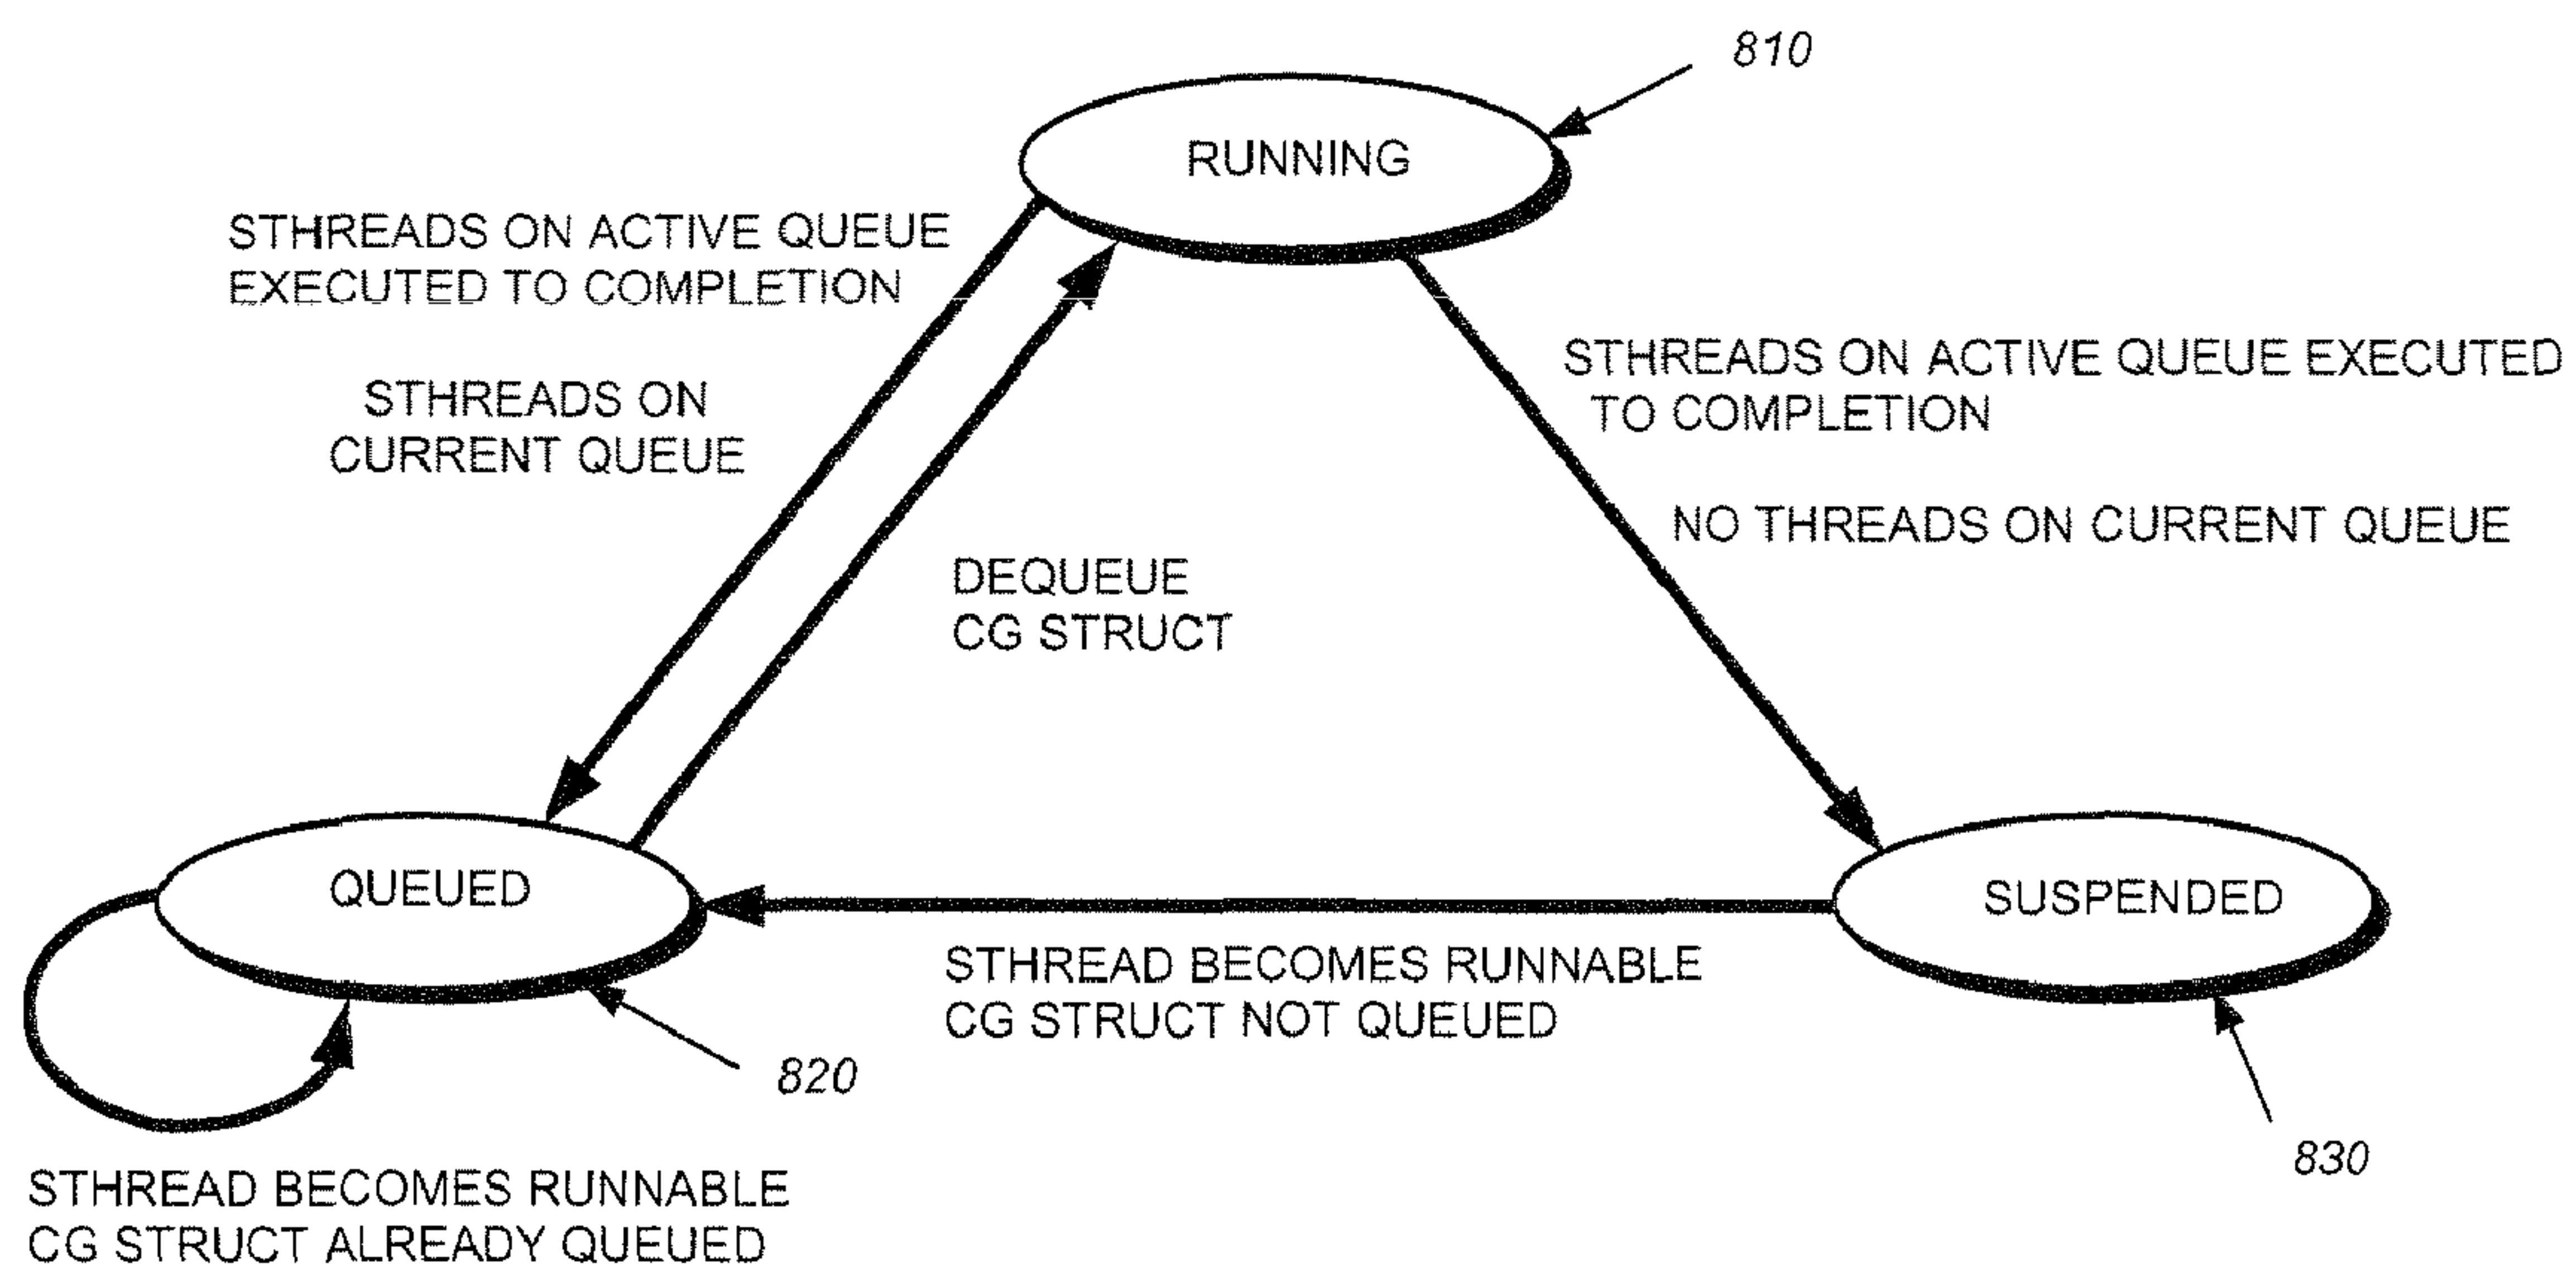 810
RUNNING
STHREADS ON ACTIVE QUEUE
EXECUTED TO COMPLETION
STHREADS ON
CURRENT QUEUE
STHREADS ON ACTIVE QUEUE EXECUTED
TO COMPLETION
NO THREADS ON CURRENT QUEUE
DEQUEUE
CG STRUCT
QUEUED
SUSPENDED
STHREAD BECOMES RUNNABLE
CG STRUCT NOT QUEUED
820
830
STHREAD BECOMES RUNNABLE
CG STRUCT ALREADY QUEUED